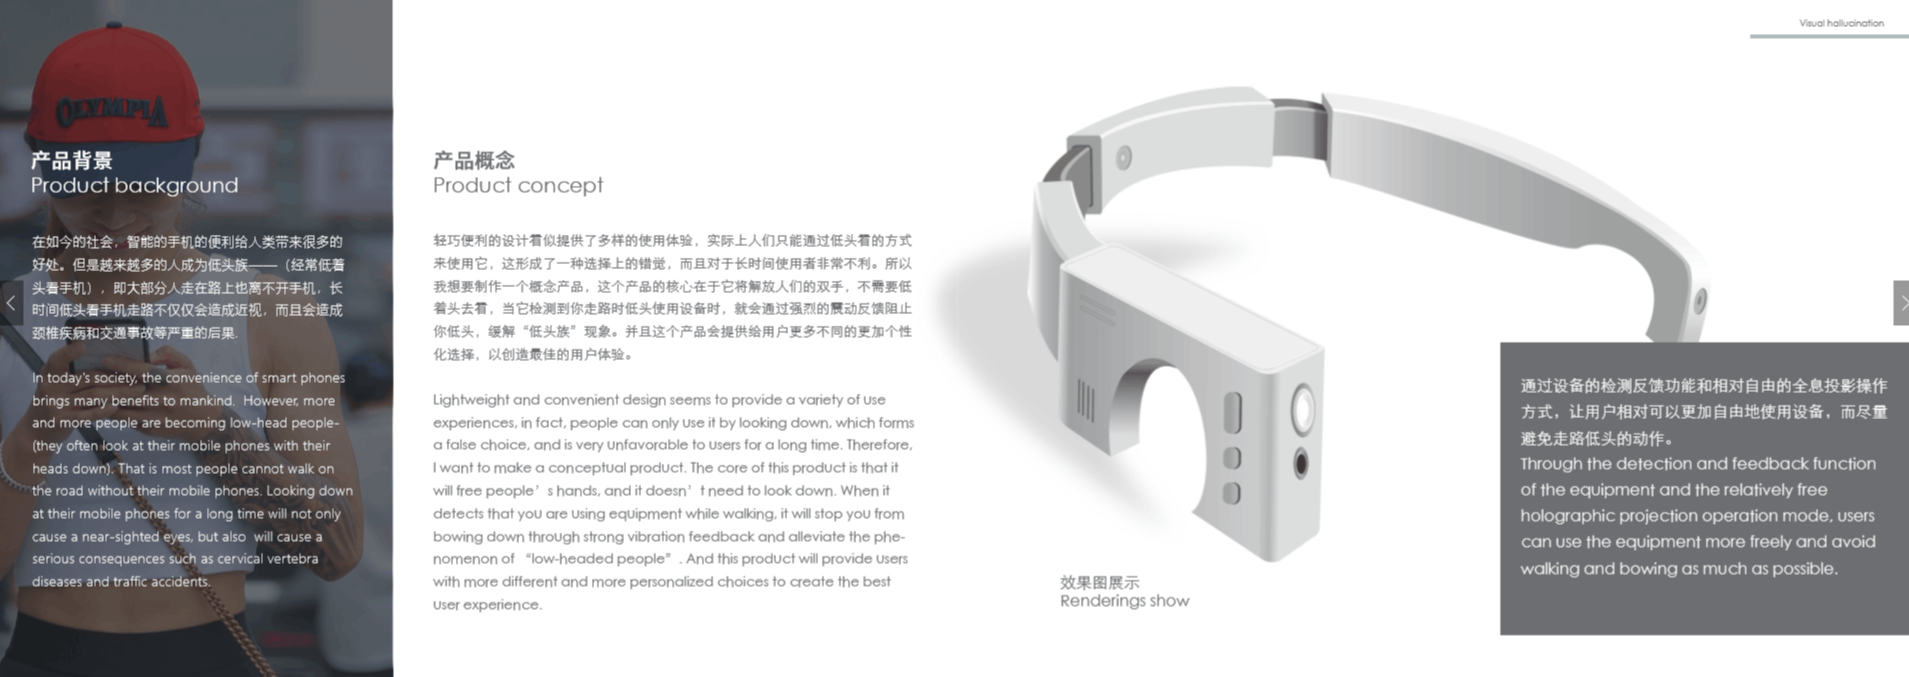 Visual hallucination
OLYMPIA
产品背景
Product background
在如今的社会，智能的手机的便利给人类带来很多的
好处。但是越来越多的人成为低头族——（经常低着
头看手机），即大部分人走在路上也离不开手机，长
时间低头看手机走路不仅仅会造成近视，而且会造成
颈椎疾病和交通事故等严重的后果.
In today's society, the convenience of smart phones
brings many benefits to mankind. However, more
and more people are becoming low-head people-
(they often look at their mobile phones with their
heads down). That is most people cannot walk on
the road without their mobile phones. Looking down
at their mobile phones for a long time will not only
cause a near-sighted eyes, but also will cause a
serious consequences such as cervical vertebra
diseases and traffic accidents.
产品概念
Product concept
轻巧便利的设计看似提供了多样的使用体验，实际上人们只能通过低头看的方式
来使用它，这形成了一种选择上的错觉，而且对于长时间使用者非常不利。所以
我想要制作一个概念产品，这个产品的核心在于它将解放人们的双手，不需要低
着头去看，当它检测到你走路时低头使用设备时，就会通过强烈的震动反馈阻止
你低头，缓解“低头族”现象。并且这个产品会提供给用户更多不同的更加个性
化选择，以创造最佳的用户体验。
Lightweight and convenient design seems to provide a variety of use
experiences, in fact, people can only use it by looking down, which forms
a false choice, and is very unfavorable to users for a long time. Therefore,
I want to make a conceptual product. The core of this product is that it
will free people’s hands, and it doesn’t need to look down. When it
detects that you are using equipment while walking, it will stop you from
bowing down through strong vibration feedback and alleviate the phe-
nomenon of “low-headed people”. And this product will provide users
with more different and more personalized choices to create the best
user experience.
效果图展示
Renderings show
通过设备的检测反馈功能和相对自由的全息投影操作
方式，让用户相对可以更加自由地使用设备，而尽量
避免走路低头的动作。
Through the detection and feedback function
of the equipment and the relatively free
holographic projection operation mode, users
can use the equipment more freely and avoid
walking and bowing as much as possible.